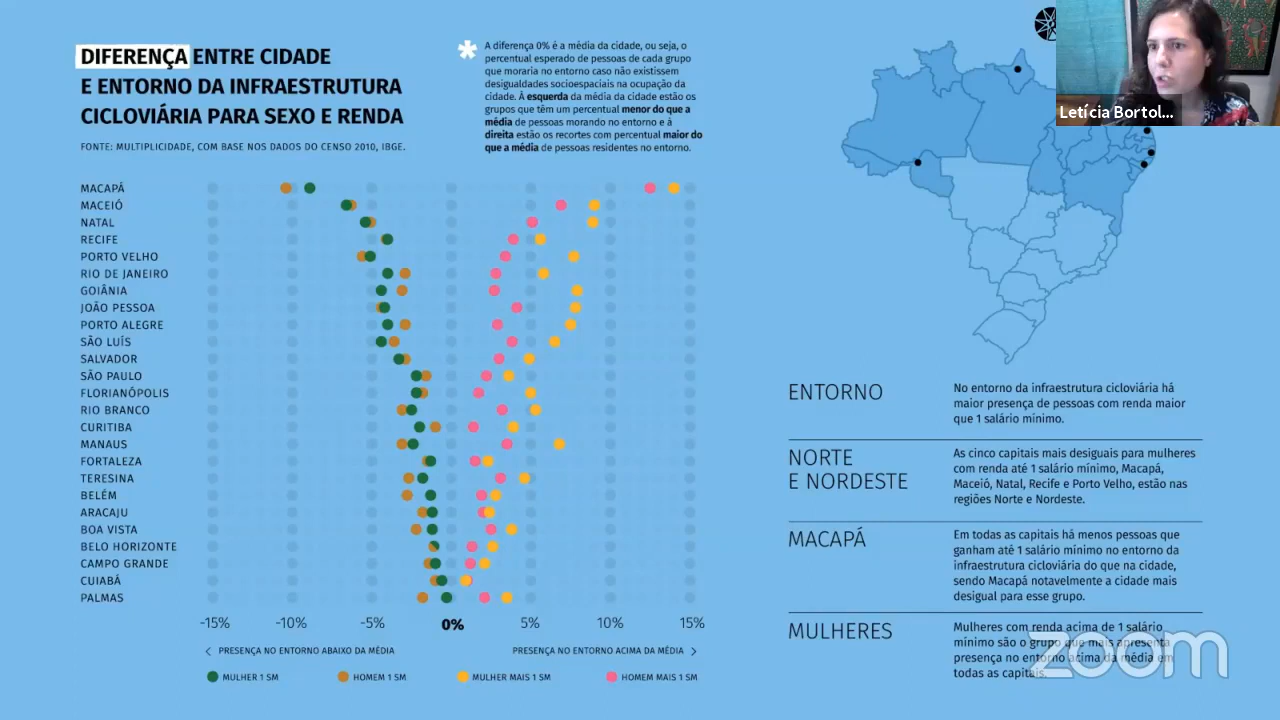 DIFERENÇA ENTRE CIDADE
E ENTORNO DA INFRAESTRUTURA
CICLOVIÁRIA PARA SEXO E RENDA
FONTE: MULTIPLICIDADE, COM BASE NOS DADOS DO CENSO 2010, IBGE.
* A diferença 0% é a média da cidade, ou seja, o
percentual esperado de pessoas de cada grupo
que moraria no entorno caso não existissem
desigualdades socioespaciais na ocupação da
cidade. À esquerda da média da cidade estão os
grupos que têm um percentual menor do que a
média de pessoas morando no entorno e à
direita estão os recortes com percentual maior do
que a média de pessoas residentes no entorno.
Letícia Bortol...
MACAPÁ
MACEIÓ
NATAL
RECIFE
PORTO VELHO
RIO DE JANEIRO
GOIÂNIA
JOÃO PESSOA
PORTO ALEGRE
SÃO LUÍS
SALVADOR
SÃO PAULO
FLORIANÓPOLIS
RIO BRANCO
CURITIBA
MANAUS
FORTALEZA
TERESINA
BELÉM
ARACAJU
BOA VISTA
BELO HORIZONTE
CAMPO GRANDE
CUIABÁ
PALMAS
-15% -10% -5% 0% 5% 10% 15%
< PRESENÇA NO ENTORNO ABAIXO DA MÉDIA PRESENÇA NO ENTORNO ACIMA DA MÉDIA >
MULHER 1 SM HOMEM 1 SM MULHER MAIS 1 SM HOMEM MAIS 1 SM
ENTORNO
No entorno da infraestrutura cicloviária há
maior presença de pessoas com renda maior
que 1 salário mínimo.
NORTE
E NORDESTE
As cinco capitais mais desiguais para mulheres
com renda até 1 salário mínimo, Macapá,
Maceió, Natal, Recife e Porto Velho, estão nas
regiões Norte e Nordeste.
MACAPÁ
Em todas as capitais há menos pessoas que
ganham até 1 salário mínimo no entorno da
infraestrutura cicloviária do que na cidade,
sendo Macapá notavelmente a cidade mais
desigual para esse grupo.
MULHERES
Mulheres com renda acima de 1 salário
mínimo são o grupo que mais apresenta
presença no entorno acima da média em
todas as capitais.
zoom